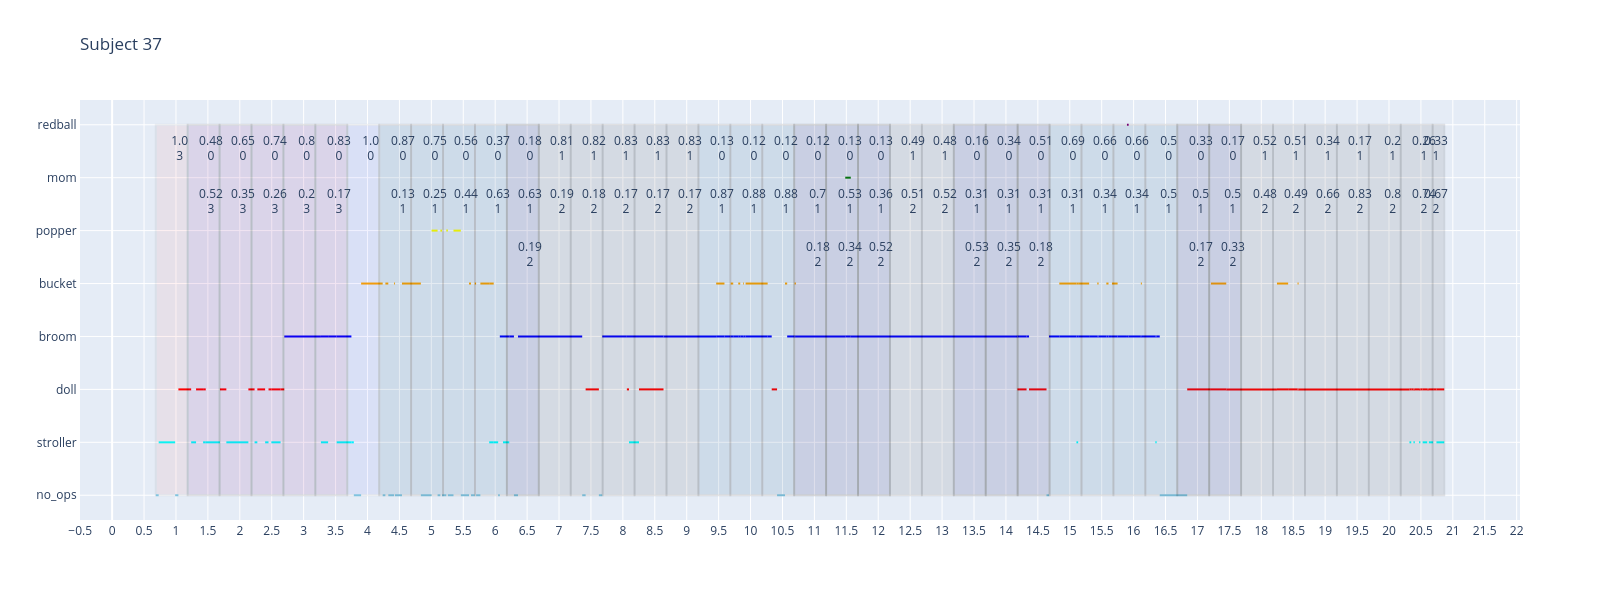 Subject 37
redball
1.0 0.48 0.65 0.74 0.8 0.83 1.0 0.87 0.75 0.56 0.37 0.18 0.81 0.82 0.83 0.83 0.83 0.13 0.12 0.12 0.12 0.13 0.13 0.49 0.48 0.16 0.34 0.51 0.69 0.66 0.66 0.5 0.33 0.17 0.52 0.51 0.34 0.17 0.2 0.26 0.33
3 0 0 0 0 0 0 0 0 0 0 0 1 1 1 1 1 0 0 0 0 0 0 1 1 0 0 0 0 0 0 0 0 0 1 1 1 1 1 1 1
mom
0.52 0.35 0.26 0.2 0.17 0.13 0.25 0.44 0.63 0.63 0.19 0.18 0.17 0.17 0.17 0.87 0.88 0.88 0.7 0.53 0.36 0.51 0.52 0.31 0.31 0.31 0.31 0.34 0.34 0.5 0.5 0.5 0.48 0.49 0.66 0.83 0.8 0.74 0.67
3 3 3 3 3 1 1 1 1 1 2 2 2 2 2 1 1 1 1 1 1 2 2 1 1 1 1 1 1 1 1 1 2 2 2 2 2 2 2
popper
0.19 0.18 0.34 0.52 0.53 0.35 0.18 0.17 0.33
2 2 2 2 2 2 2 2 2
bucket
broom
doll
stroller
no_ops
−0.5 0 0.5 1 1.5 2 2.5 3 3.5 4 4.5 5 5.5 6 6.5 7 7.5 8 8.5 9 9.5 10 10.5 11 11.5 12 12.5 13 13.5 14 14.5 15 15.5 16 16.5 17 17.5 18 18.5 19 19.5 20 20.5 21 21.5 22